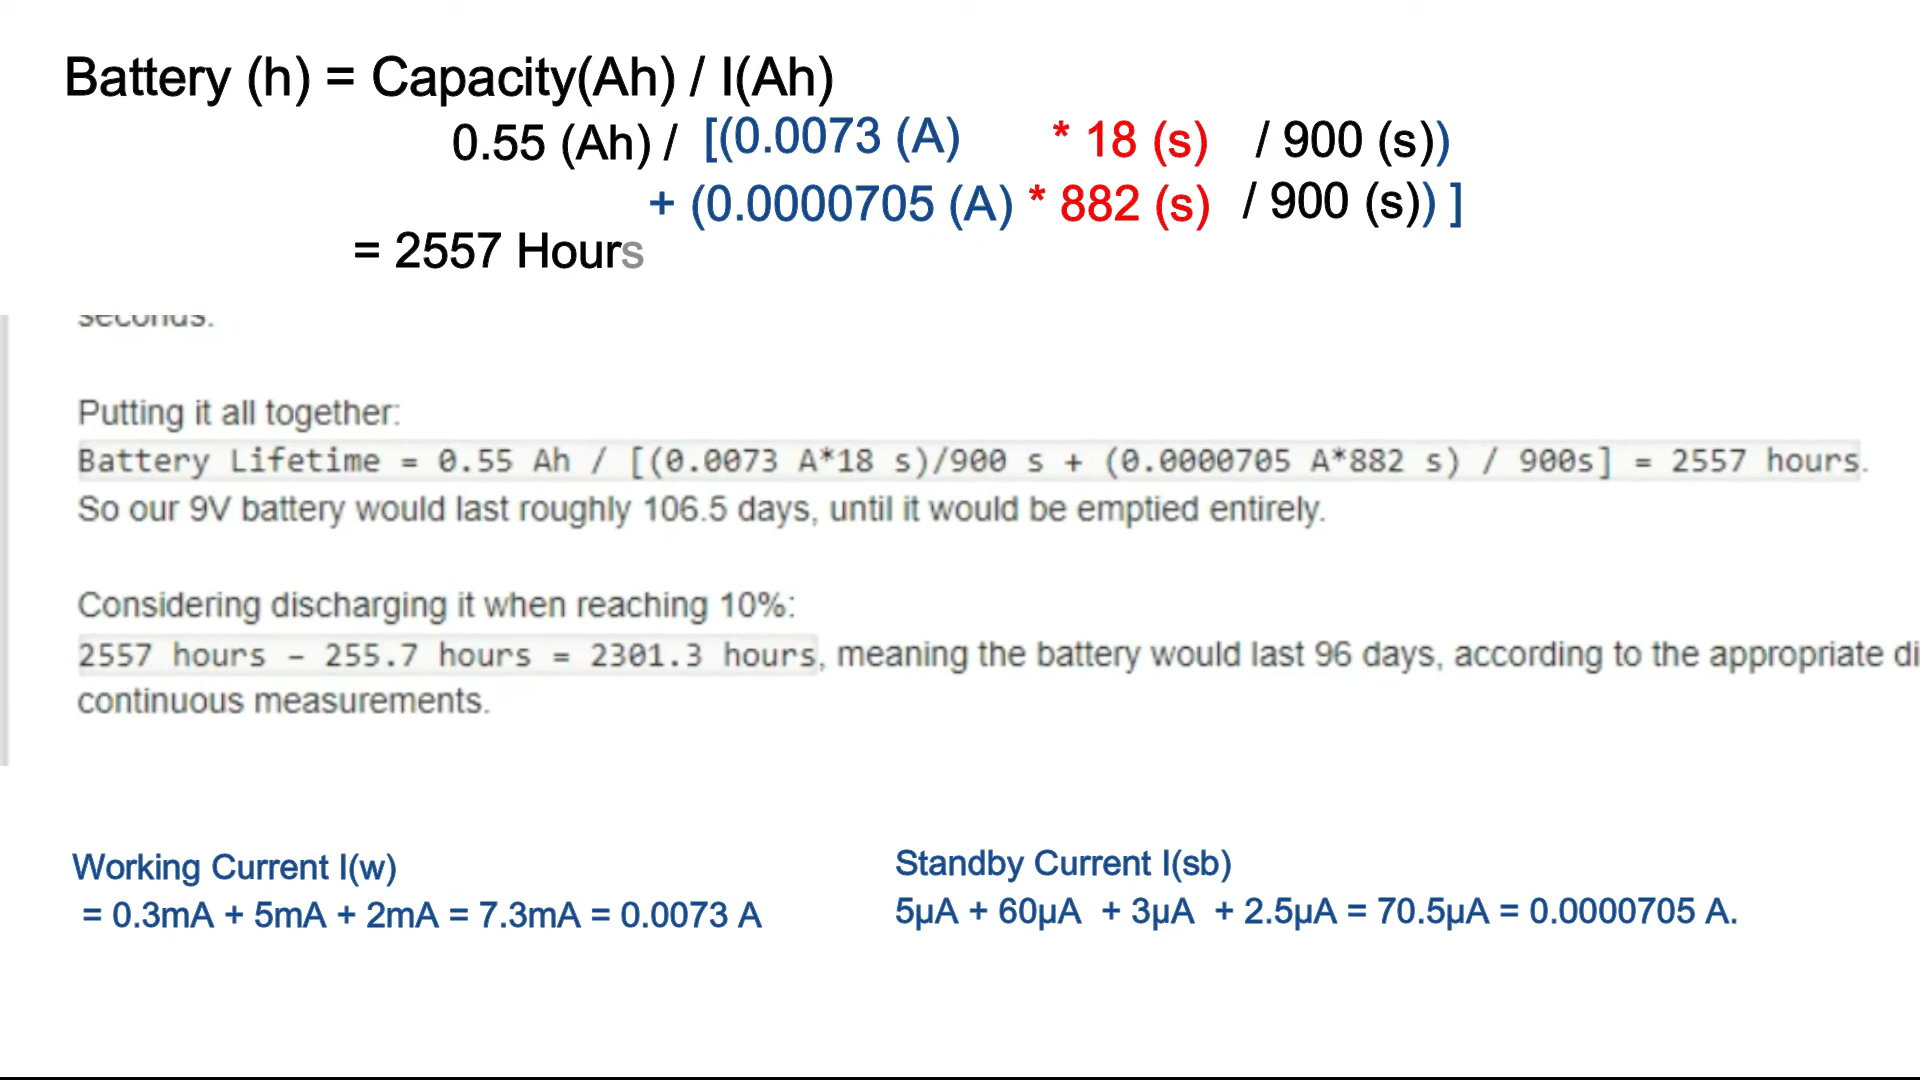 Battery (h) = Capacity(Ah) / I(Ah)
0.55 (Ah) / [(0.0073 (A) * 18 (s) / 900 (s))
+ (0.0000705 (A) * 882 (s) / 900 (s)) ]
= 2557 Hours
seconds.
Putting it all together:
Battery Lifetime = 0.55 Ah / [(0.0073 A*18 s)/900 s + (0.0000705 A*882 s) / 900s] = 2557 hours.
So our 9V battery would last roughly 106.5 days, until it would be emptied entirely.
Considering discharging it when reaching 10%:
2557 hours - 255.7 hours = 2301.3 hours, meaning the battery would last 96 days, according to the appropriate di
continuous measurements.
Working Current I(w)
= 0.3mA + 5mA + 2mA = 7.3mA = 0.0073 A
Standby Current I(sb)
5µA + 60µA + 3µA + 2.5µA = 70.5µA = 0.0000705 A.